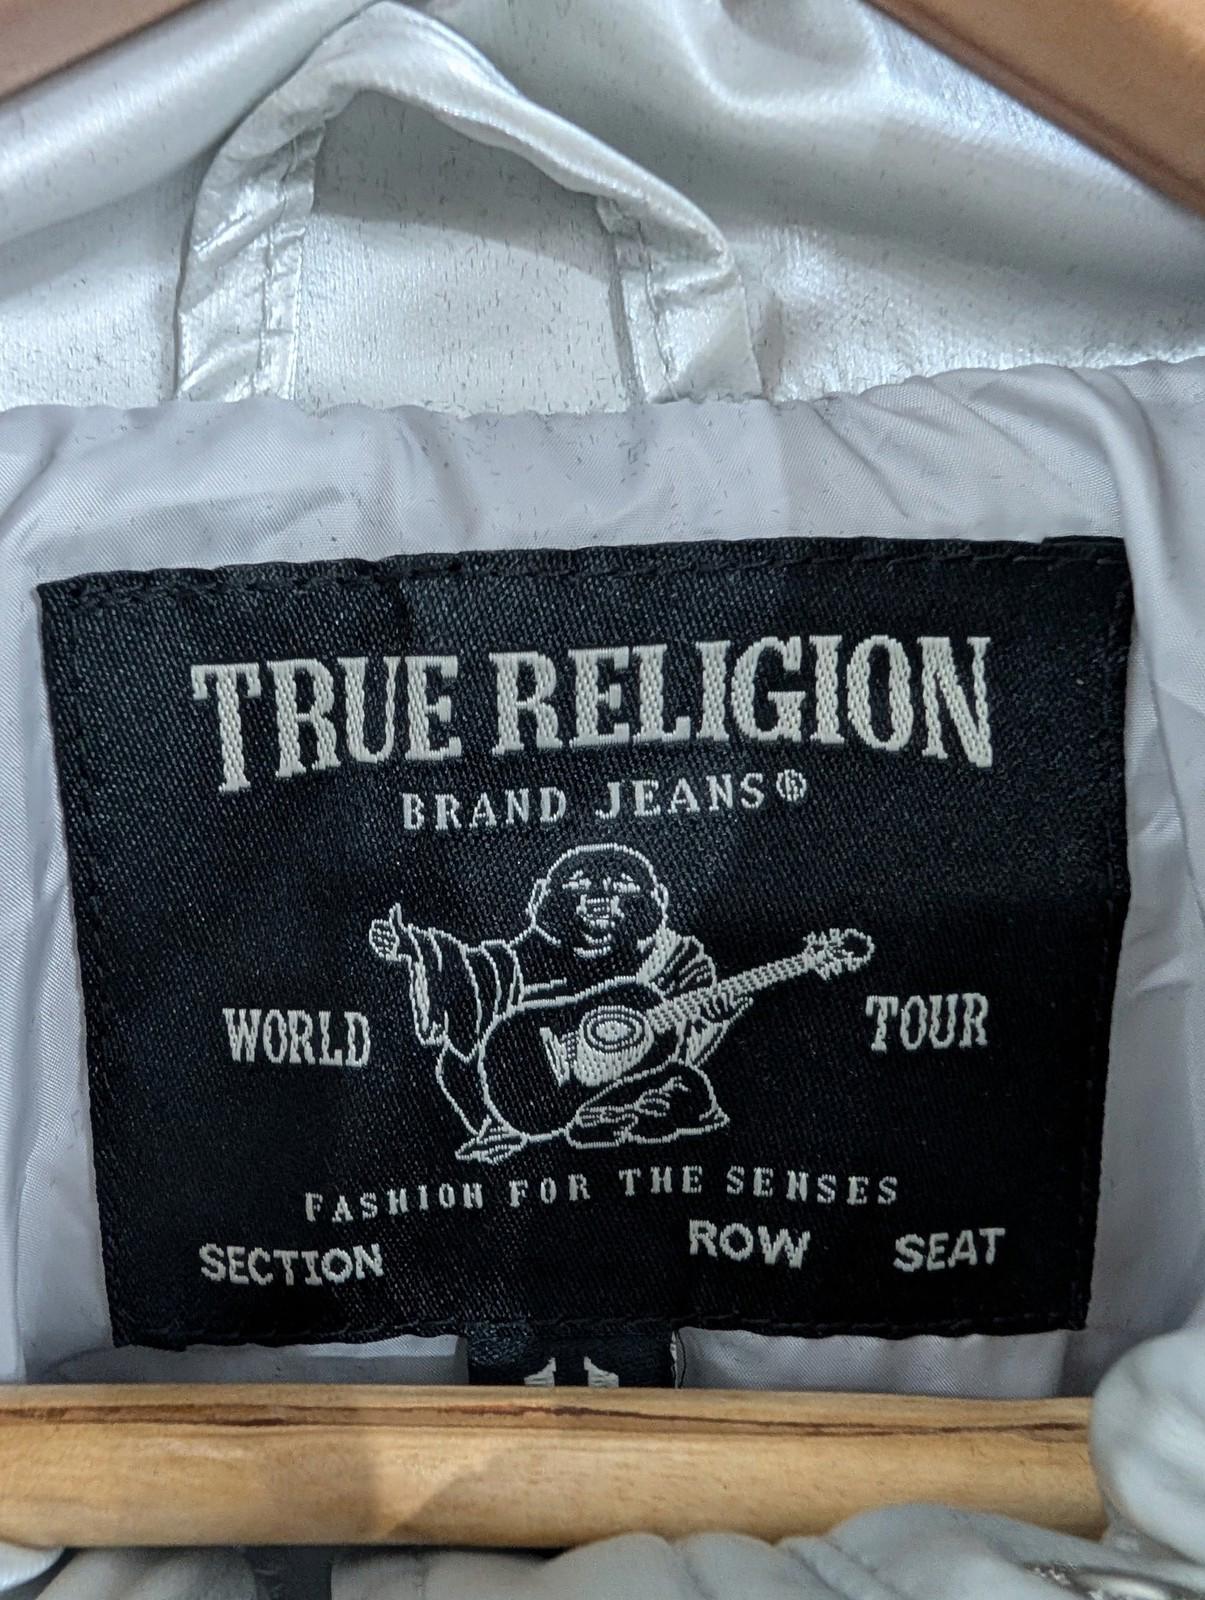 TRUE RELIGION
BRAND JEANS®
WORLD TOUR
FASHION FOR THE SENSES
SECTION ROW SEAT